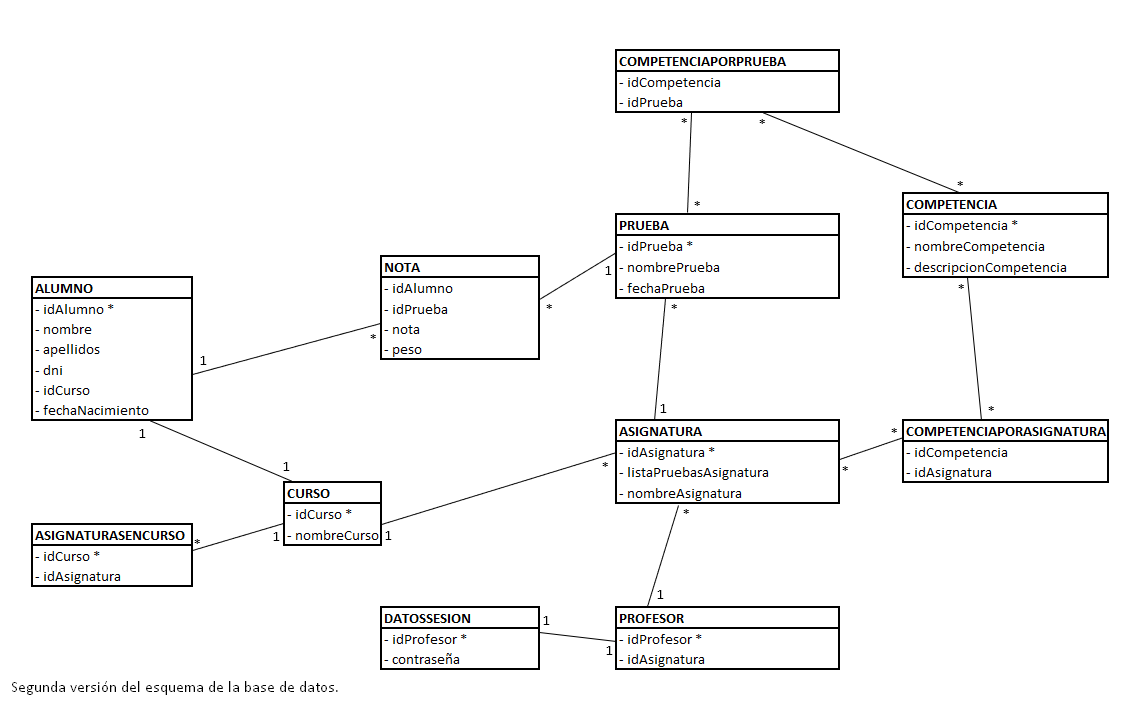 COMPETENCIAPORPRUEBA
- idCompetencia
- idPrueba
* *
* *
COMPETENCIA
- idCompetencia *
- nombreCompetencia
- descripcionCompetencia
*
PRUEBA
- idPrueba *
- nombrePrueba
- fechaPrueba
1
*
NOTA
- idAlumno
- idPrueba
- nota
- peso
*
*
ALUMNO
- idAlumno *
- nombre
- apellidos
- dni
- idCurso
- fechaNacimiento
1
1
1
1
ASIGNATURA
- idAsignatura *
- listaPruebasAsignatura
- nombreAsignatura
*
*
*
*
*
COMPETENCIAPORASIGNATURA
- idCompetencia
- idAsignatura
CURSO
- idCurso *
- nombreCurso
1
1
ASIGNATURASENCURSO
- idCurso *
- idAsignatura
*
1
DATOSSESION
- idProfesor *
- contraseña
1
1
PROFESOR
- idProfesor *
- idAsignatura
Segunda versión del esquema de la base de datos.